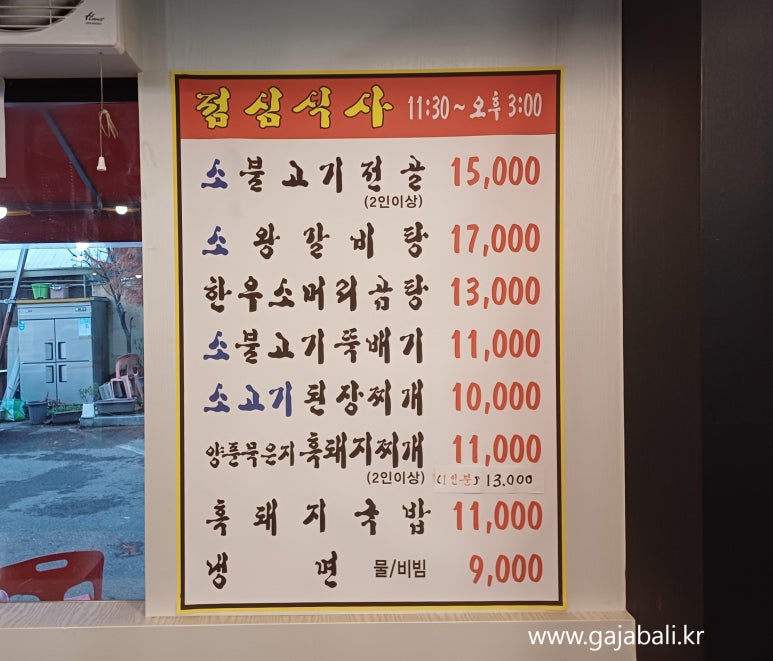 점심식사 11:30~오후 3:00
소불고기전골 15,000
(2인이상)
소왕갈비탕 17,000
한우소머리곰탕 13,000
소불고기뚝배기 11,000
소고기된장찌개 10,000
양푼묵은지흑돼지찌개 11,000
(2인이상) (1인분) 13.000
흑돼지국밥 11,000
냉면 물/비빔 9,000
www.gajabali.kr